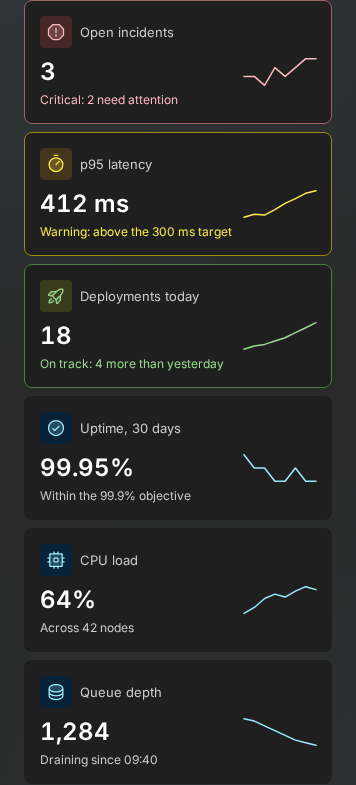 Open incidents
3
Critical: 2 need attention
p95 latency
412 ms
Warning: above the 300 ms target
Deployments today
18
On track: 4 more than yesterday
Uptime, 30 days
99.95%
Within the 99.9% objective
CPU load
64%
Across 42 nodes
Queue depth
1,284
Draining since 09:40